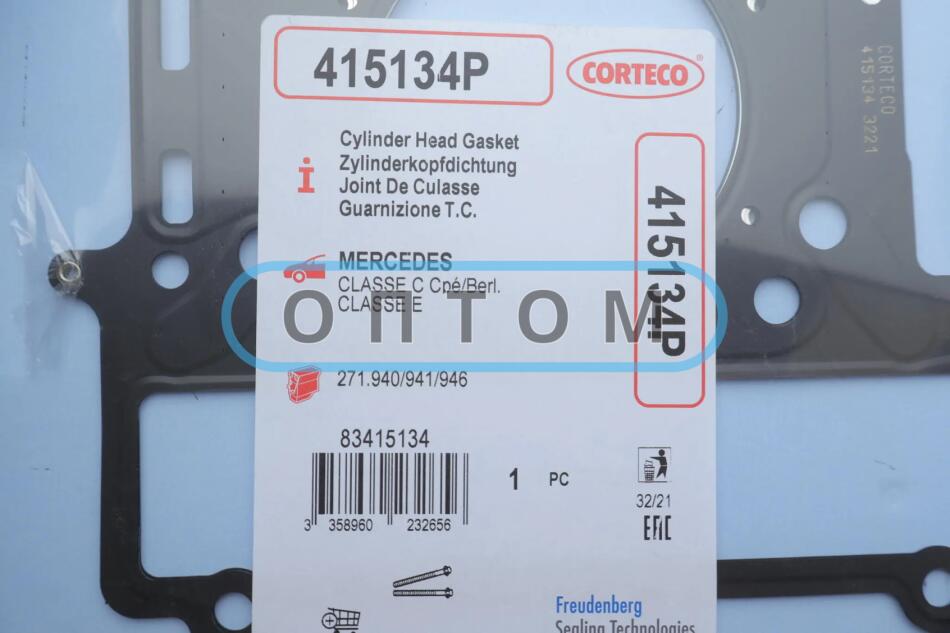 415134P
CORTECO
®
CORTECO
415134 3221
Cylinder Head Gasket
Zylinderkopfdichtung
Joint De Culasse
Guarnizione T.C.
415134P
MERCEDES
CLASSE C Cpé/Berl.
CLASSE E
ОПТОМ
271.940/941/946
83415134
3 358960 232656
1 PC
32/21
EAC
Freudenberg
Sealing Technologies